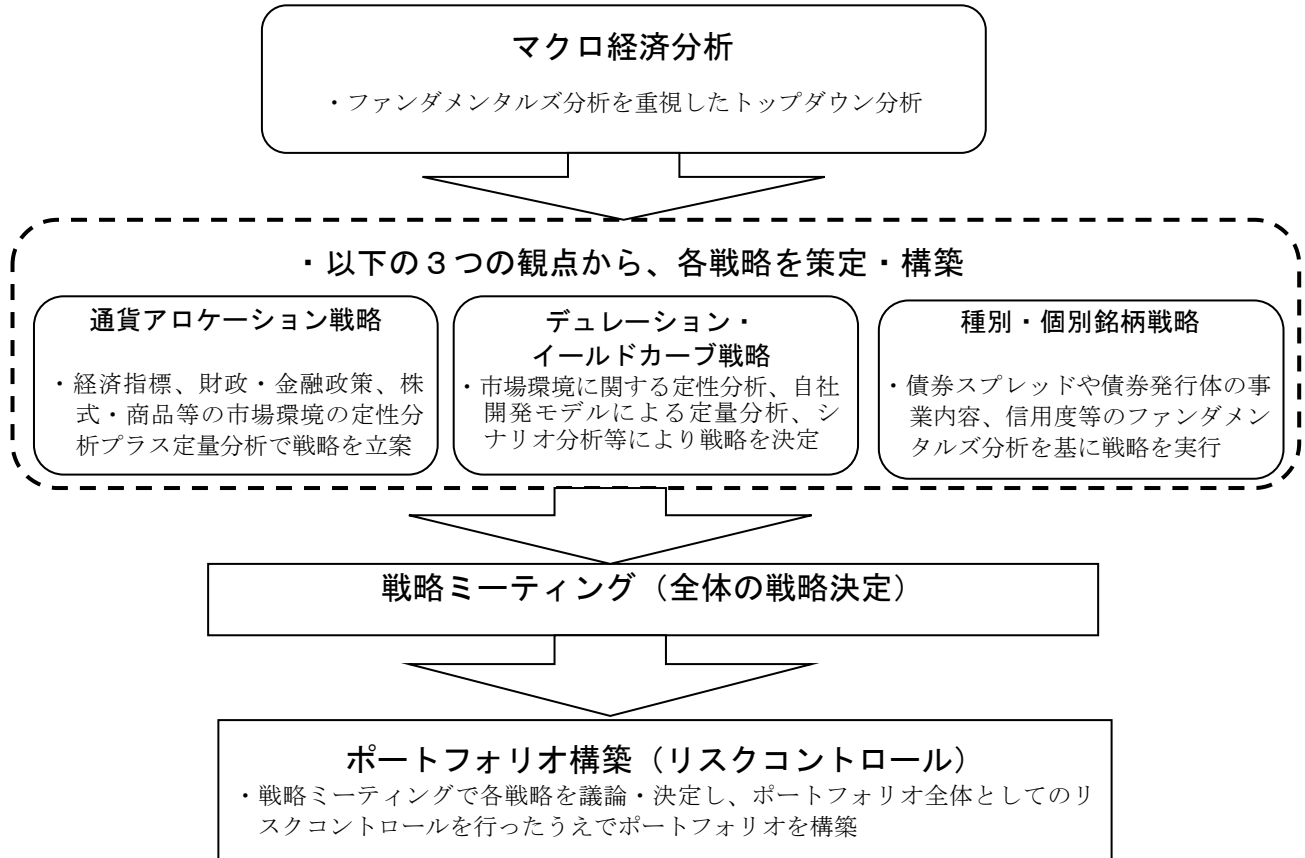 マクロ経済分析
・ファンダメンタルズ分析を重視したトップダウン分析
・以下の３つの観点から、各戦略を策定・構築
通貨アロケーション戦略
・経済指標、財政・金融政策、株
式・商品等の市場環境の定性分
析プラス定量分析で戦略を立案
デュレーション・
イールドカーブ戦略
・市場環境に関する定性分析、自社
開発モデルによる定量分析、シ
ナリオ分析等により戦略を決定
種別・個別銘柄戦略
・債券スプレッドや債券発行体の事
業内容、信用度等のファンダメン
タルズ分析を基に戦略を実行
戦略ミーティング（全体の戦略決定）
ポートフォリオ構築（リスクコントロール）
・戦略ミーティングで各戦略を議論・決定し、ポートフォリオ全体としてのリ
スクコントロールを行ったうえでポートフォリオを構築